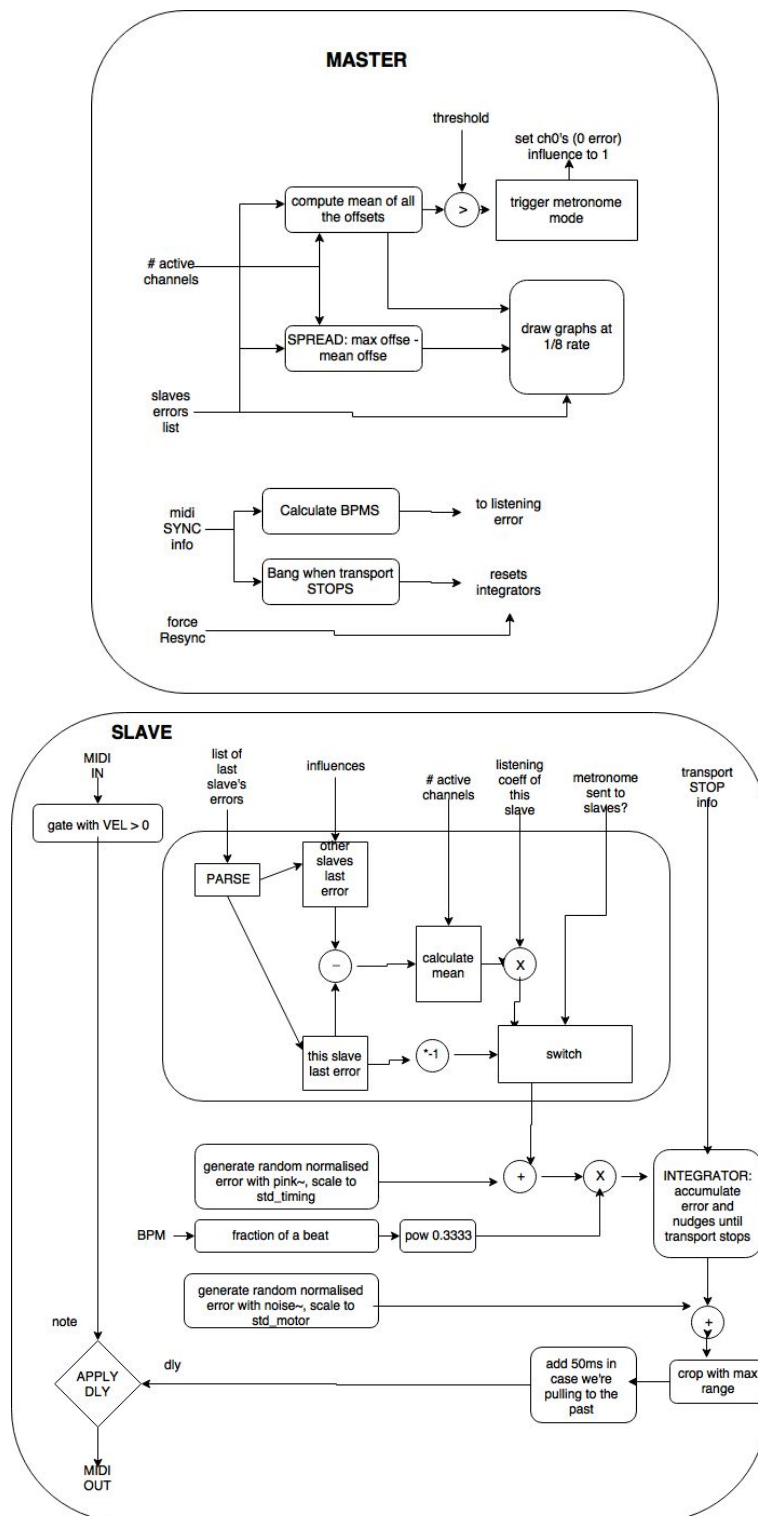 MASTER
threshold
set ch0's (0 error)
influence to 1
compute mean of all
the offsets
>
trigger metronome
mode
# active
channels
SPREAD: max offse -
mean offse
draw graphs at
1/8 rate
slaves
errors
list
midi
SYNC
info
Calculate BPMS
to listening
error
Bang when transport
STOPS
resets
integrators
force
Resync
SLAVE
MIDI
IN
list of
last
slave's
errors
influences
# active
channels
listening
coeff of
this
slave
metronome
sent to
slaves?
transport
STOP
info
gate with VEL > 0
PARSE
other
slaves
last
error
−
calculate
mean
X
this slave
last error
*-1
switch
generate random normalised
error with pink~, scale to
std_timing
+
X
INTEGRATOR:
accumulate
error and
nudges until
transport stops
BPM
fraction of a beat
pow 0.3333
generate random normalised
error with noise~, scale to
std_motor
+
note
APPLY
DLY
dly
add 50ms in
case we're
pulling to the
past
crop with max
range
MIDI
OUT